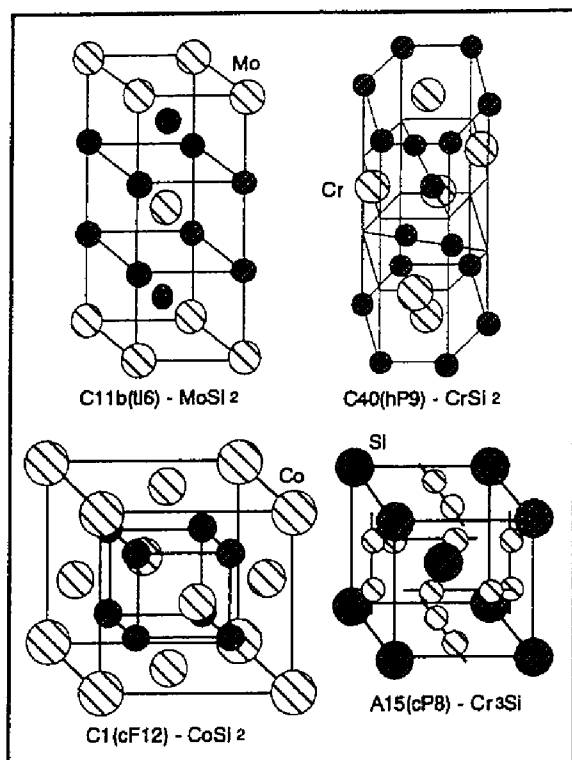 Mo
Cr
C11b(tI6) - MoSi 2
C40(hP9) - CrSi 2
Co
Si
C1(cF12) - CoSi 2
A15(cP8) - Cr3Si